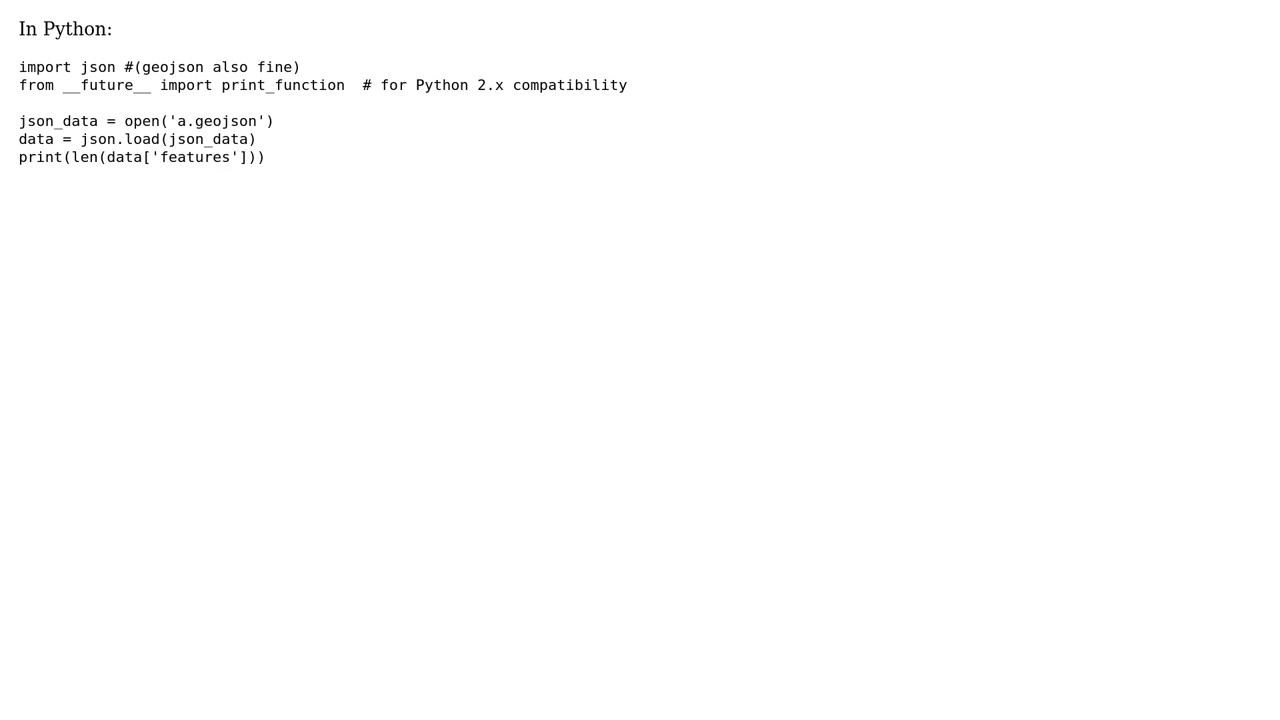 In Python:
import json #(geojson also fine)
from __future__ import print_function  # for Python 2.x compatibility
json_data = open('a.geojson')
data = json.load(json_data)
print(len(data['features']))